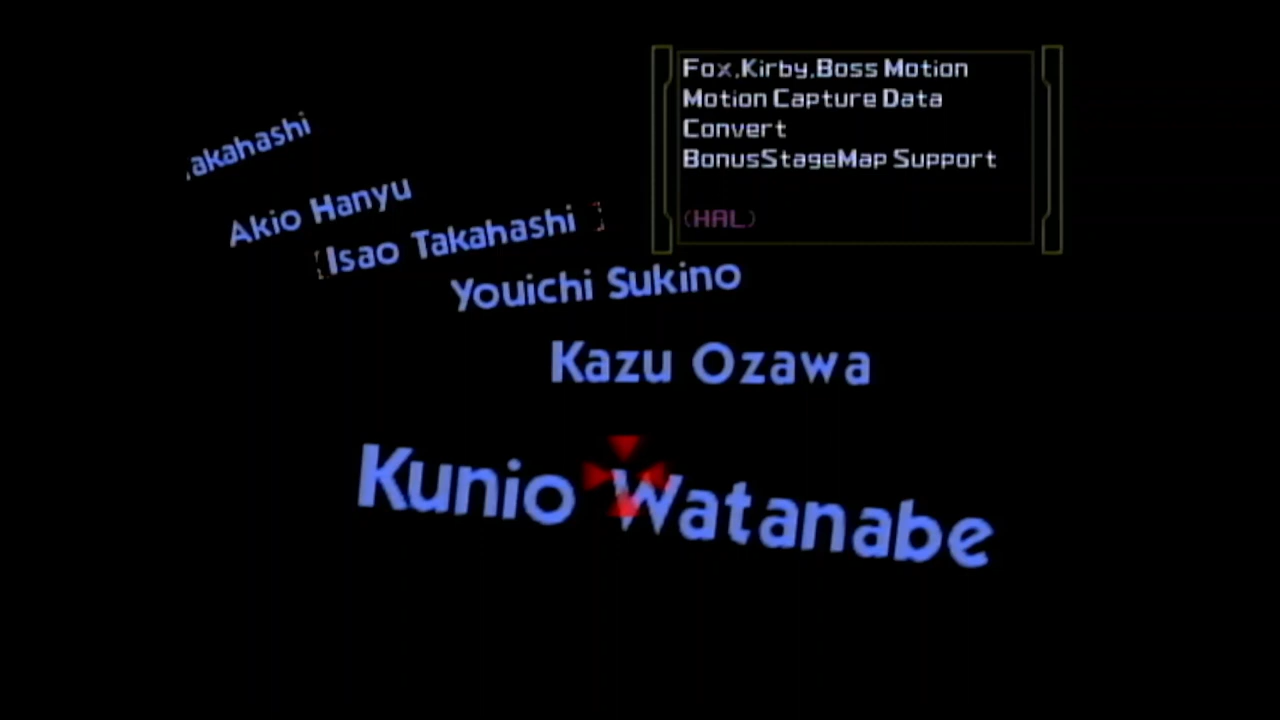 Fox,Kirby,Boss Motion
Motion Capture Data
Convert
BonusStageMap Support
(HAL)
akahashi
Akio Hanyu
Isao Takahashi
Youichi Sukino
Kazu Ozawa
Kunio Watanabe